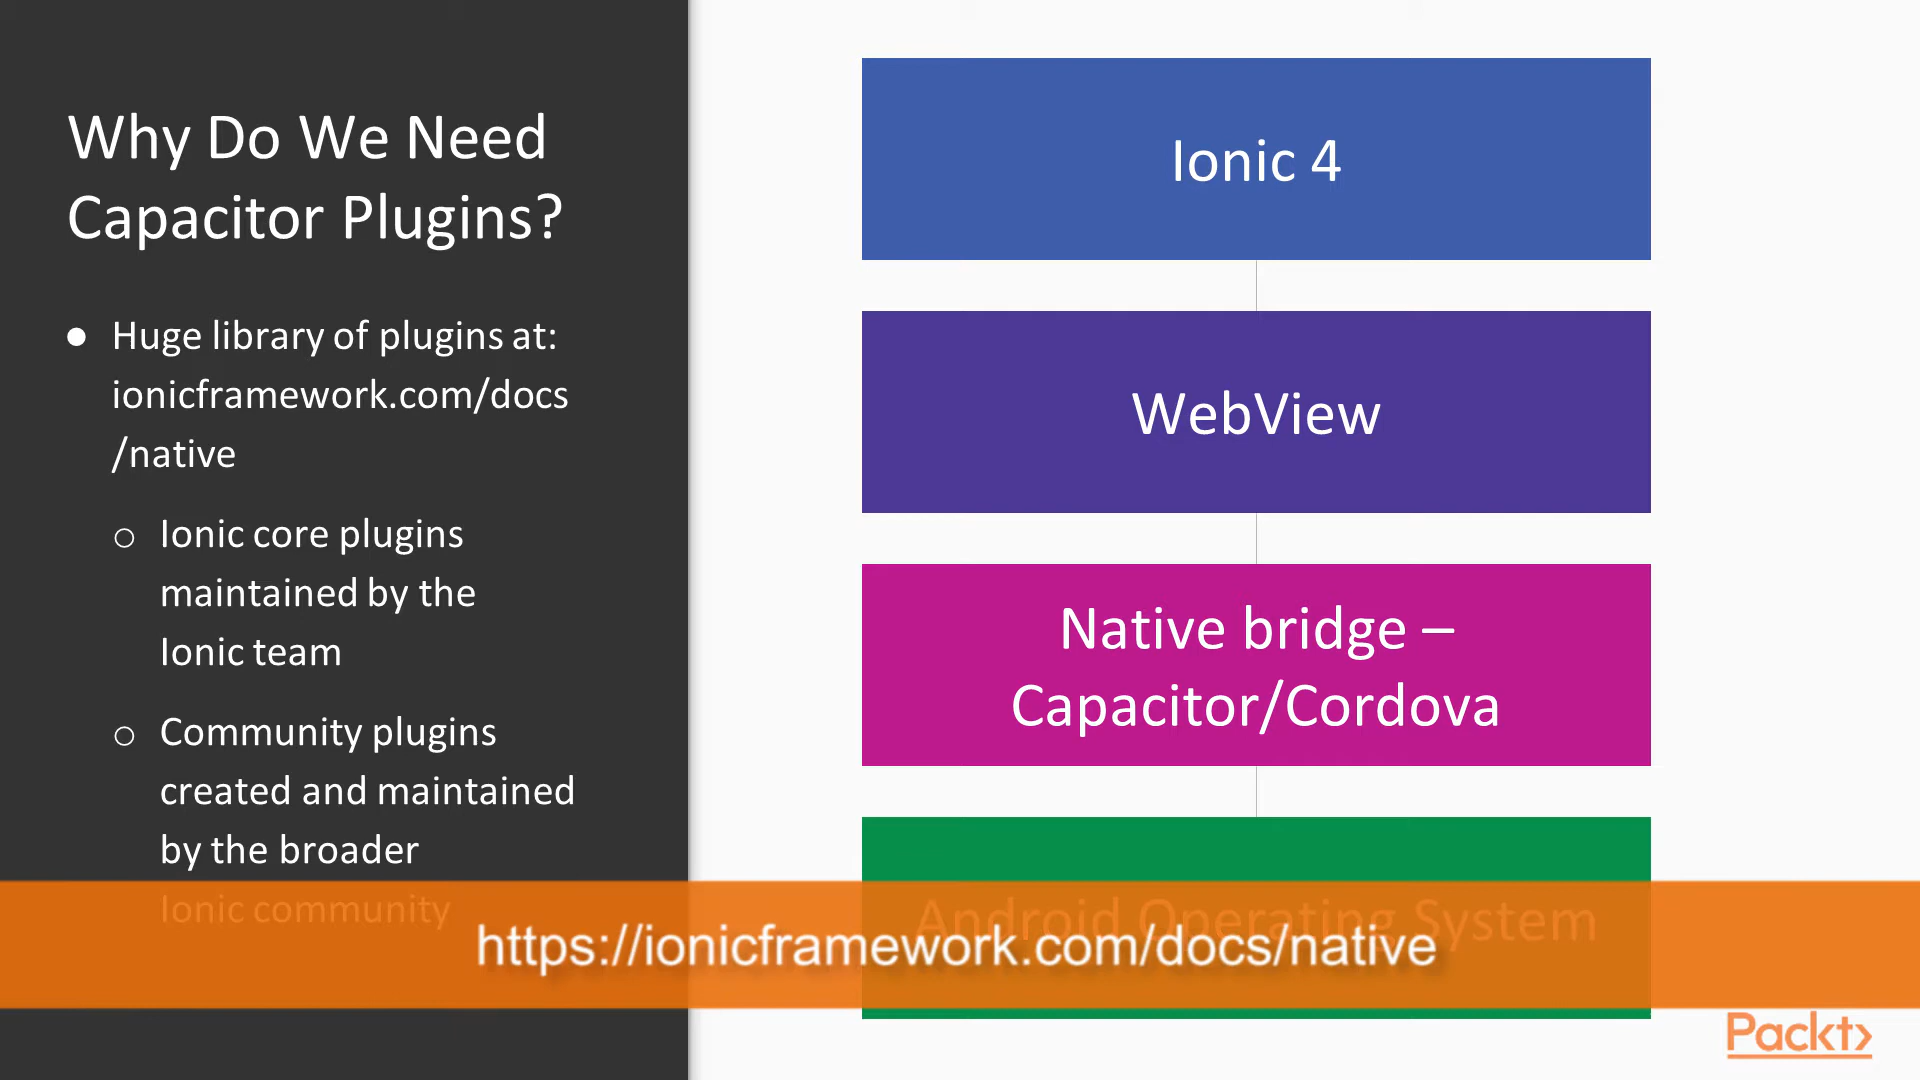 Why Do We Need
Capacitor Plugins?
● Huge library of plugins at:
ionicframework.com/docs
/native
○ Ionic core plugins
maintained by the
Ionic team
○ Community plugins
created and maintained
by the broader
Ionic community
Ionic 4
WebView
Native bridge –
Capacitor/Cordova
Android Operating System
https://ionicframework.com/docs/native
Packt>